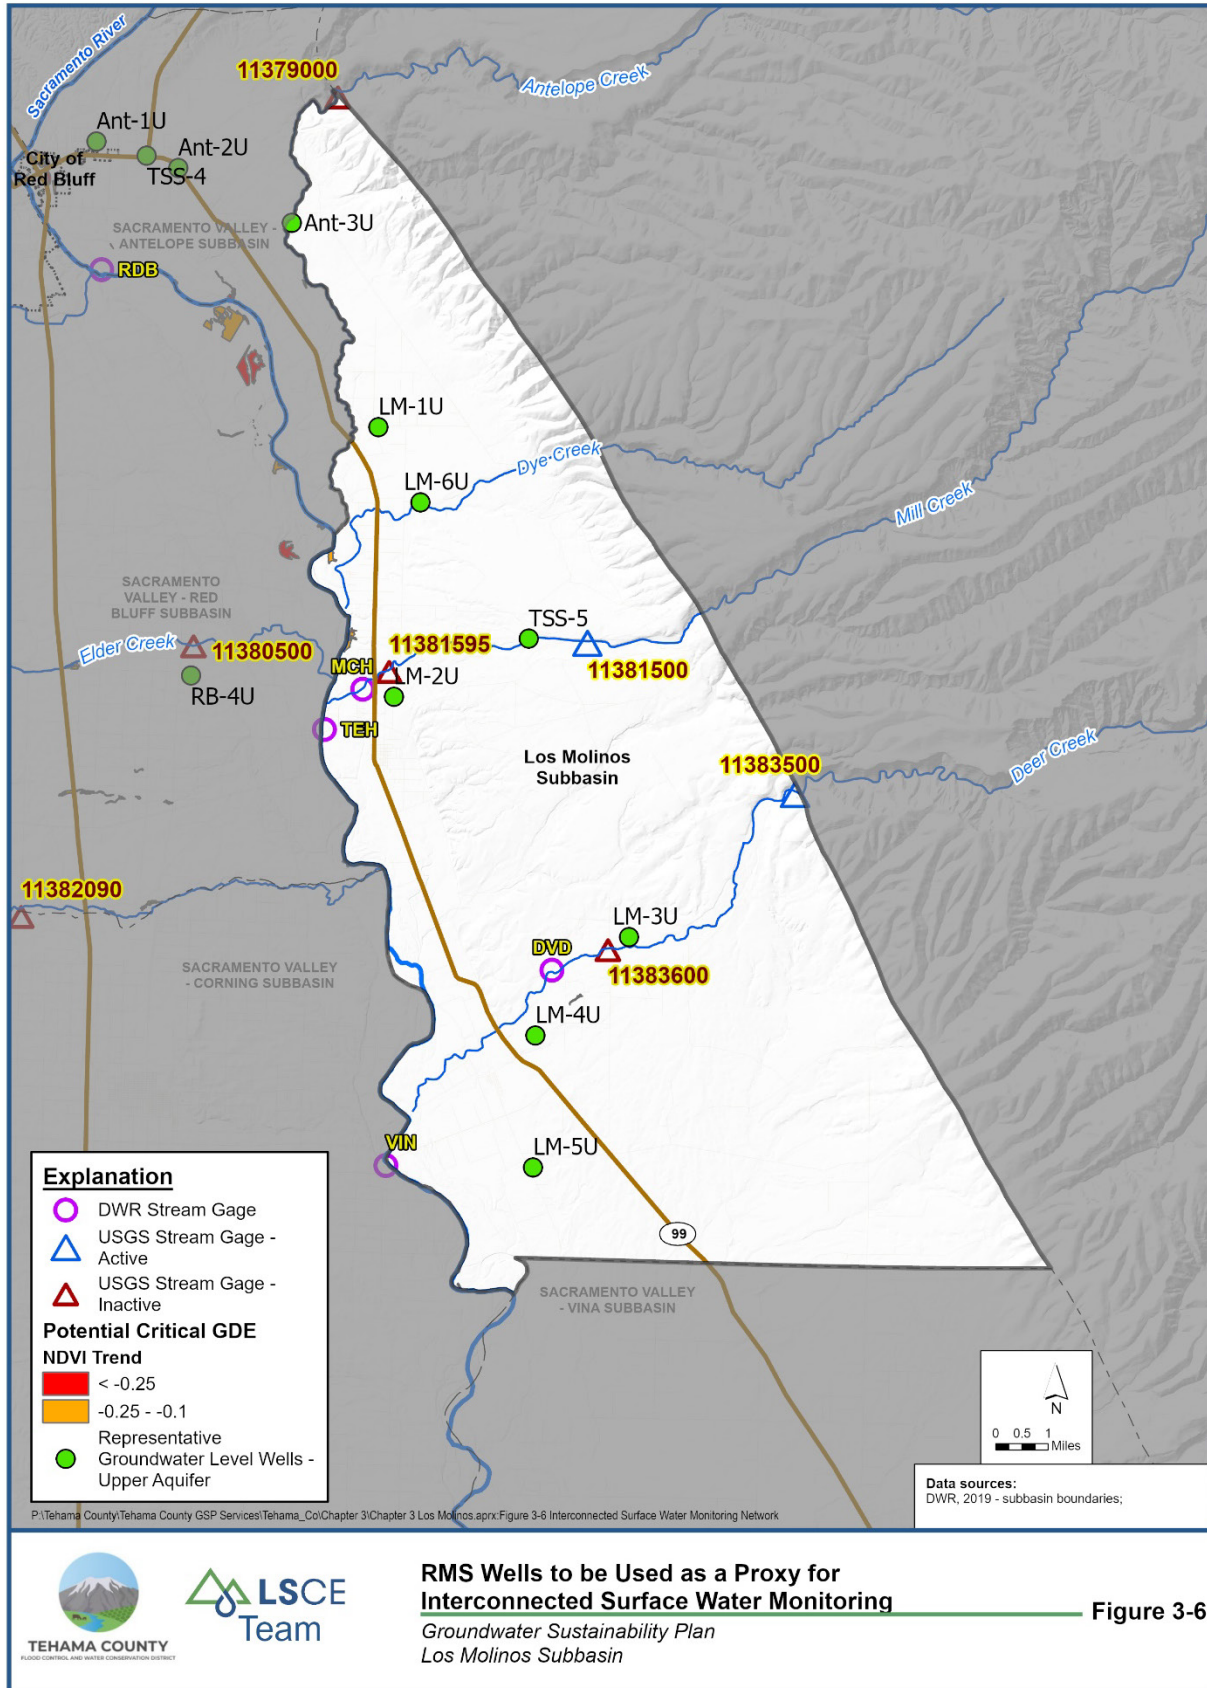 Sacramento River
11379000
Antelope Creek
Ant-1U
City of
Red Bluff
Ant-2U
TSS-4
Ant-3U
SACRAMENTO VALLEY -
ANTELOPE SUBBASIN
RDB
LM-1U
LM-6U
Dye Creek
Mill Creek
SACRAMENTO
VALLEY - RED
BLUFF SUBBASIN
TSS-5
Elder Creek
11380500
11381595
11381500
MCH
LM-2U
RB-4U
TEH
Los Molinos
Subbasin
11383500
Deer Creek
11382090
LM-3U
DVD
11383600
SACRAMENTO VALLEY
- CORNING SUBBASIN
LM-4U
VIN
LM-5U
99
SACRAMENTO VALLEY
- VINA SUBBASIN
Explanation
DWR Stream Gage
USGS Stream Gage -
Active
USGS Stream Gage -
Inactive
Potential Critical GDE
NDVI Trend
< -0.25
-0.25 - -0.1
Representative
Groundwater Level Wells -
Upper Aquifer
N
0 0.5 1
Miles
Data sources:
DWR, 2019 - subbasin boundaries;
P:\Tehama County\Tehama County GSP Services\Tehama_Co\Chapter 3\Chapter 3 Los Molinos.aprx:Figure 3-6 Interconnected Surface Water Monitoring Network
TEHAMA COUNTY
FLOOD CONTROL AND WATER CONSERVATION DISTRICT
LSCE
Team
RMS Wells to be Used as a Proxy for
Interconnected Surface Water Monitoring
Groundwater Sustainability Plan
Los Molinos Subbasin
Figure 3-6